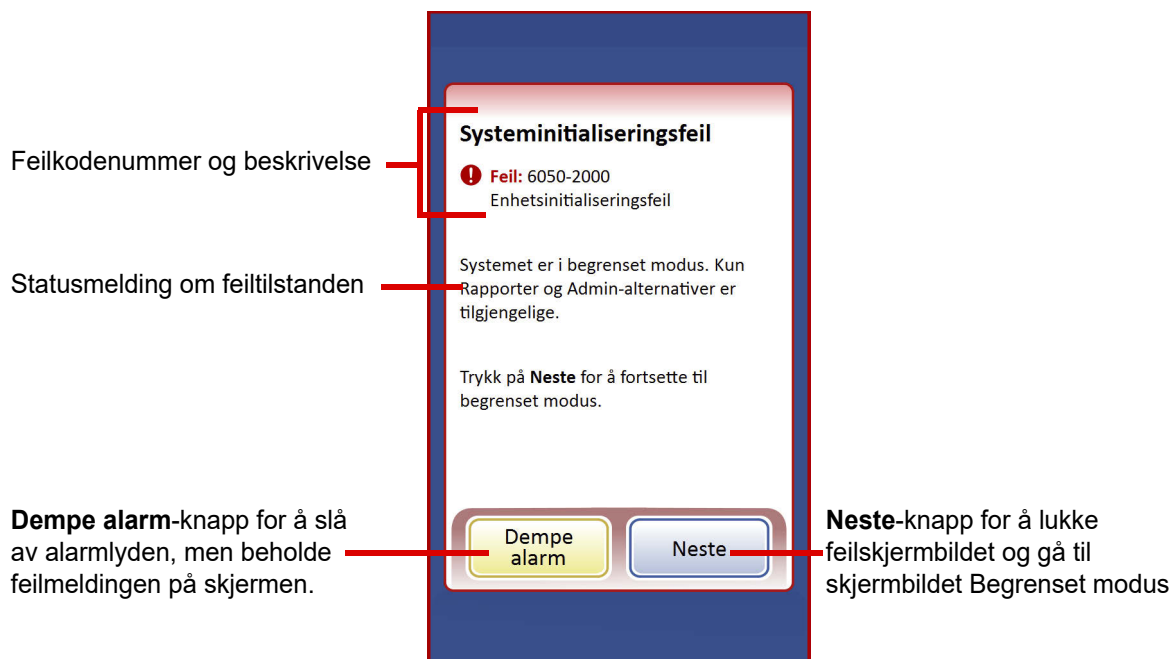 Systeminitialiseringsfeil
Feilkodenummer og beskrivelse
Feil: 6050-2000
Enhetsinitialiseringsfeil
Statusmelding om feiltilstanden
Systemet er i begrenset modus. Kun
Rapporter og Admin-alternativer er
tilgjengelige.
Trykk på Neste for å fortsette til
begrenset modus.
Dempe alarm-knapp for å slå
av alarmlyden, men beholde
feilmeldingen på skjermen.
Dempe
alarm
Neste
Neste-knapp for å lukke
feilskjermbildet og gå til
skjermbildet Begrenset modus